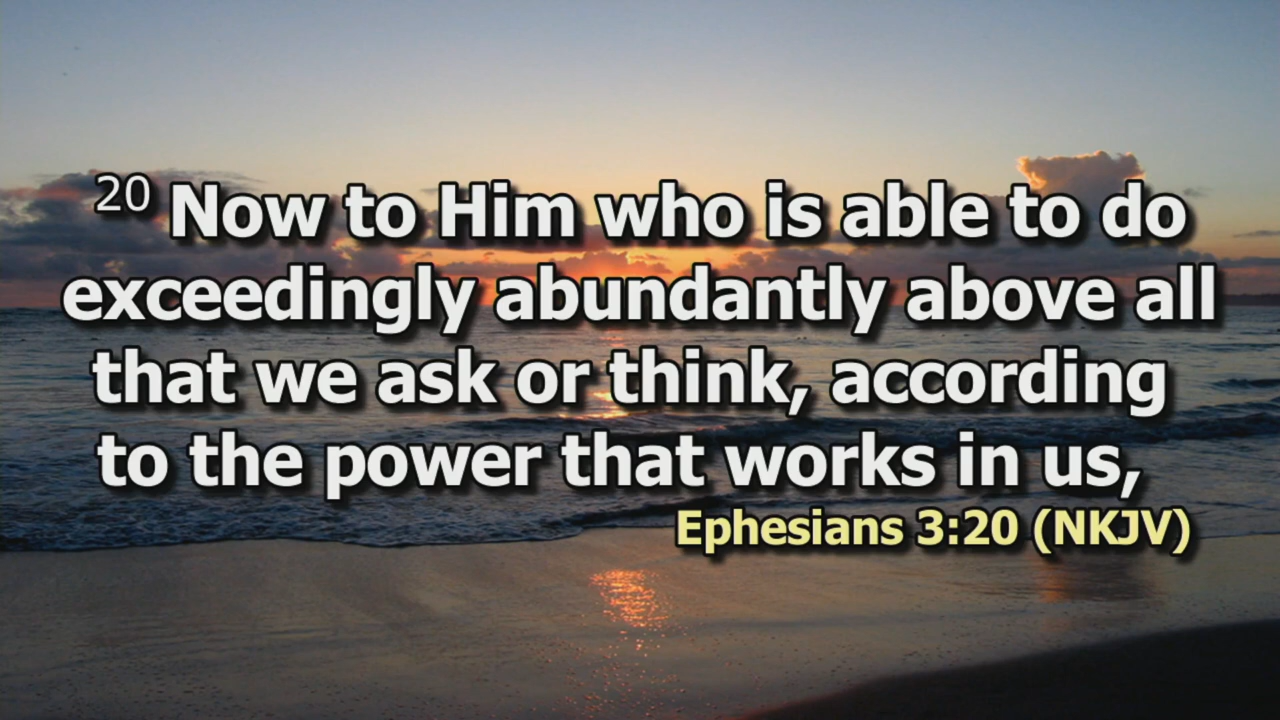 20 Now to Him who is able to do
exceedingly abundantly above all
that we ask or think, according
to the power that works in us,
Ephesians 3:20 (NKJV)